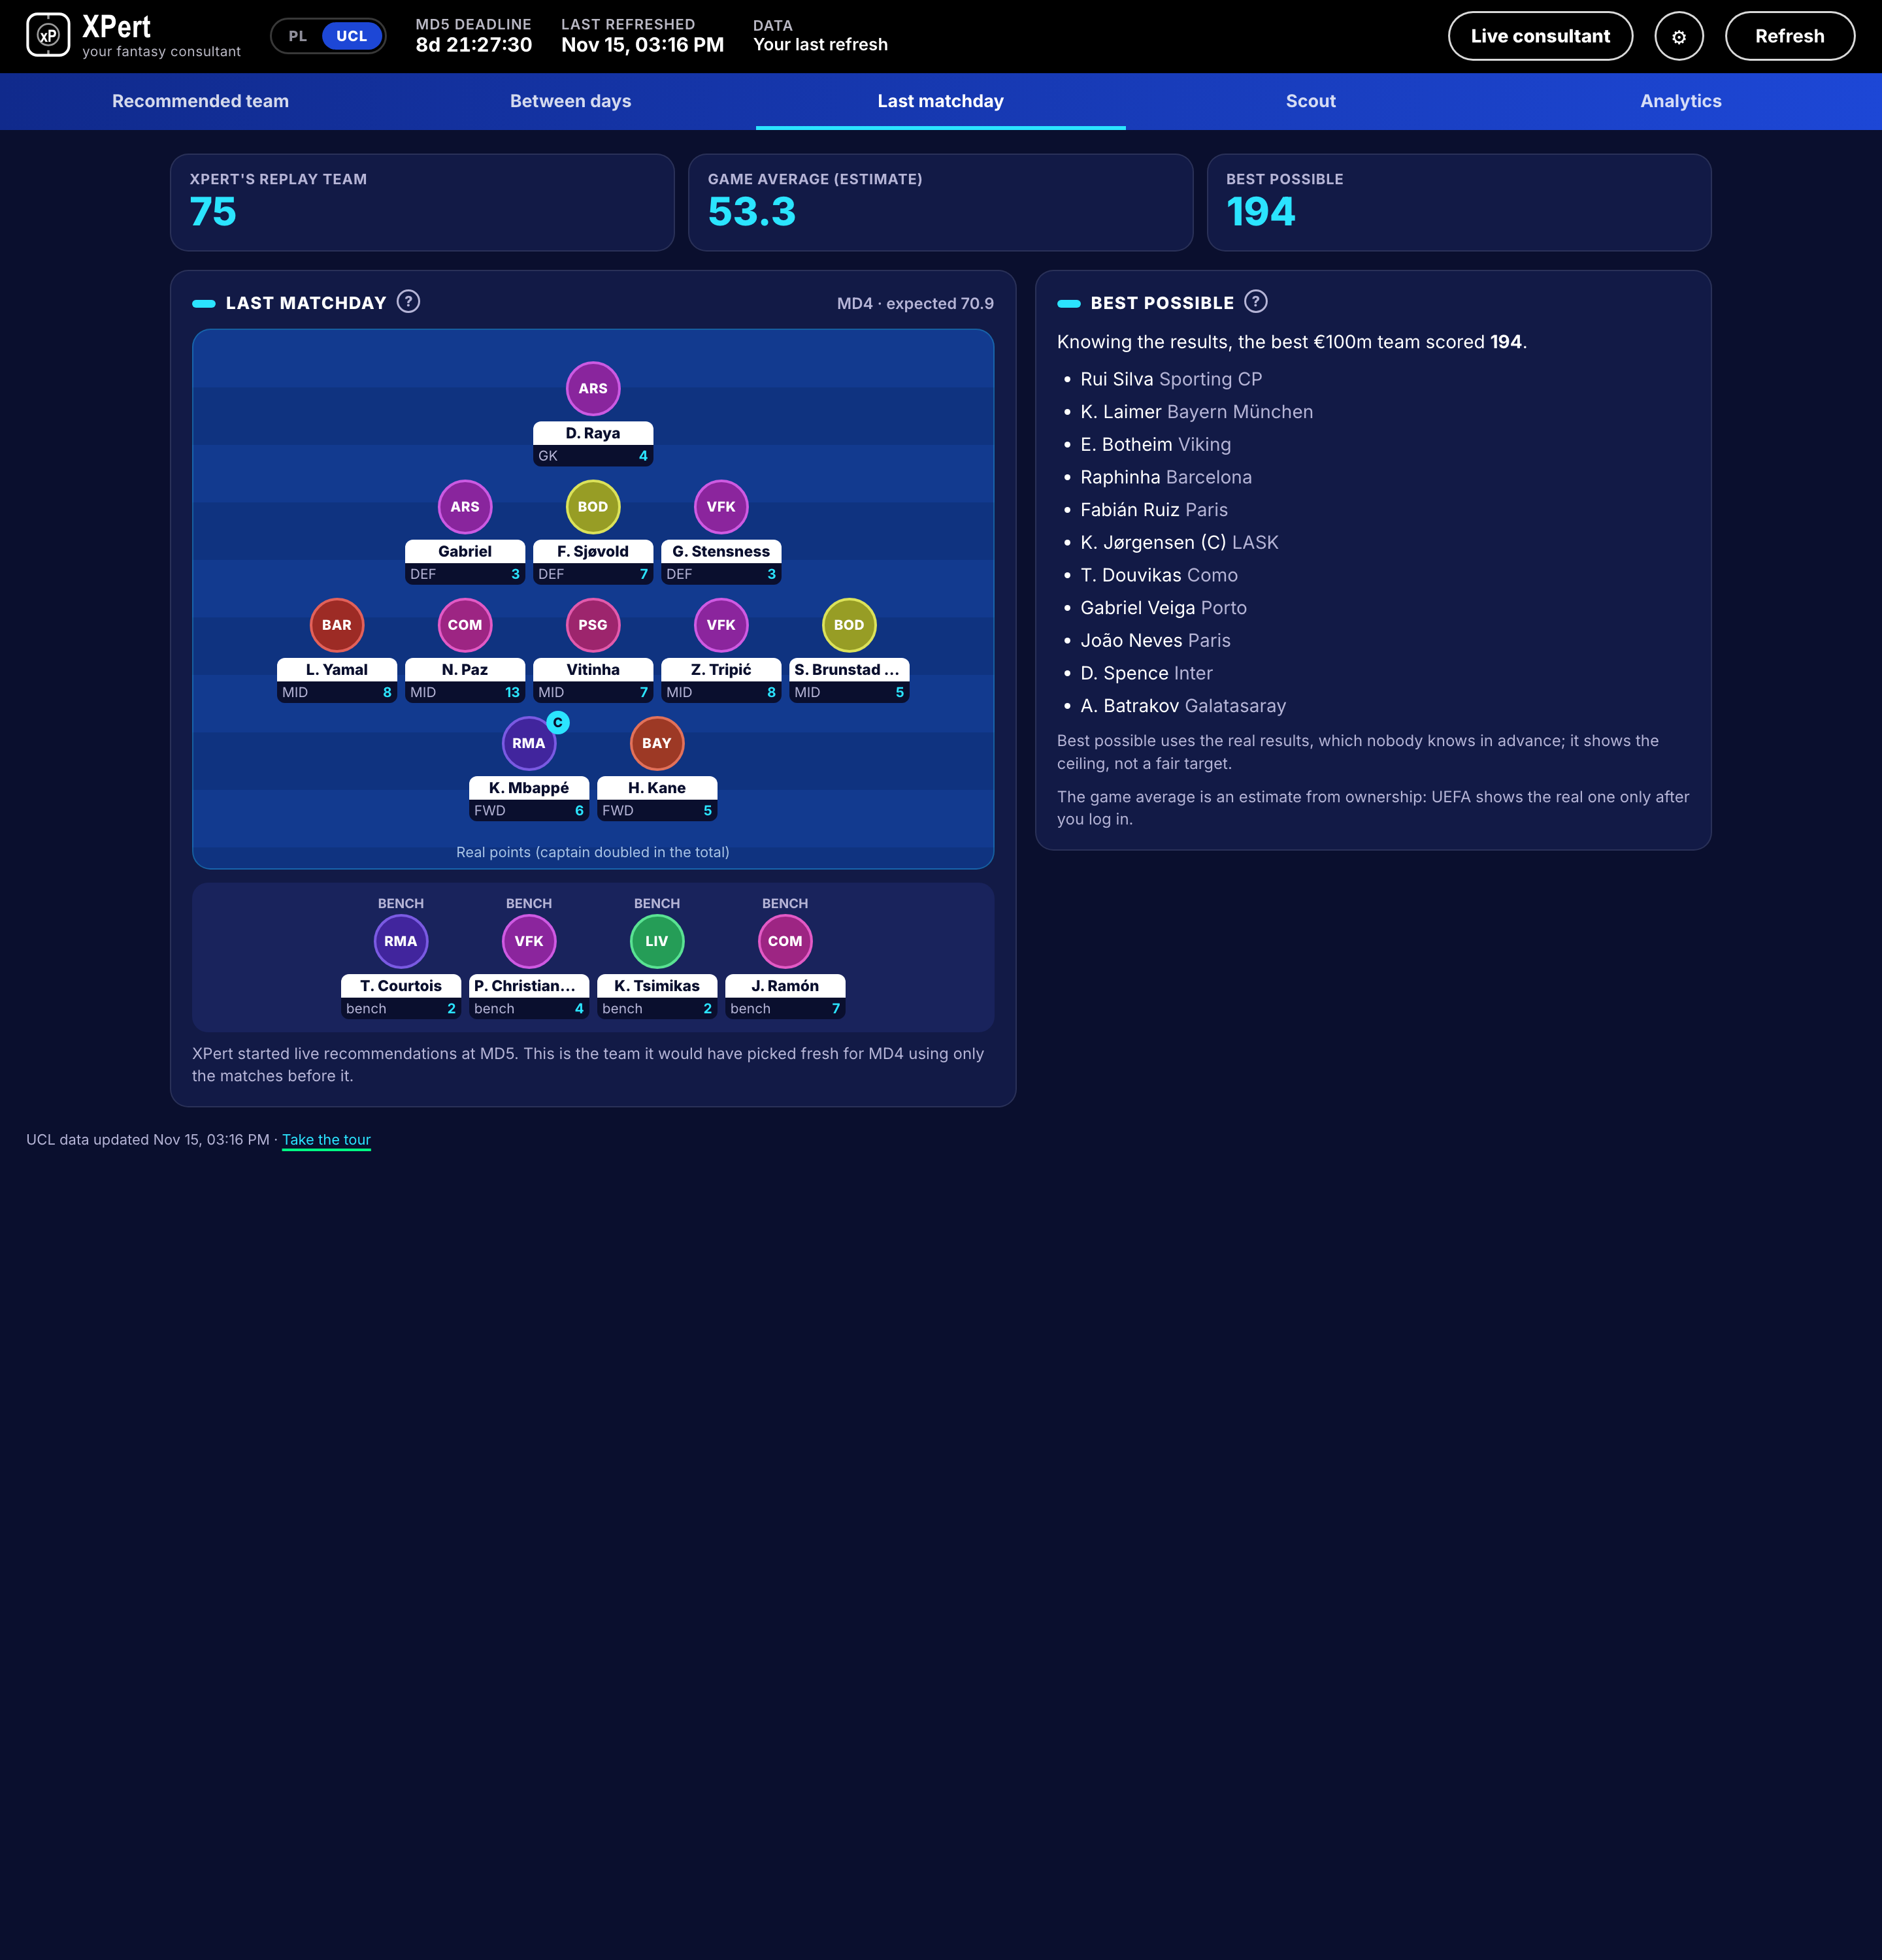 XPert
your fantasy consultant
PL UCL
MD5 DEADLINE
8d 21:27:30
LAST REFRESHED
Nov 15, 03:16 PM
DATA
Your last refresh
Live consultant
Refresh
Recommended team
Between days
Last matchday
Scout
Analytics
XPERT'S REPLAY TEAM
75
GAME AVERAGE (ESTIMATE)
53.3
BEST POSSIBLE
194
LAST MATCHDAY ?
MD4 · expected 70.9
ARS
D. Raya
GK 4
ARS
Gabriel
DEF 3
BOD
F. Sjøvold
DEF 7
VFK
G. Stensness
DEF 3
BAR
L. Yamal
MID 8
COM
N. Paz
MID 13
PSG
Vitinha
MID 7
VFK
Z. Tripić
MID 8
BOD
S. Brunstad ...
MID 5
RMA C
K. Mbappé
FWD 6
BAY
H. Kane
FWD 5
Real points (captain doubled in the total)
BENCH
RMA
T. Courtois
bench 2
BENCH
VFK
P. Christian...
bench 4
BENCH
LIV
K. Tsimikas
bench 2
BENCH
COM
J. Ramón
bench 7
XPert started live recommendations at MD5. This is the team it would have picked fresh for MD4 using only
the matches before it.
BEST POSSIBLE ?
Knowing the results, the best €100m team scored 194.
• Rui Silva Sporting CP
• K. Laimer Bayern München
• E. Botheim Viking
• Raphinha Barcelona
• Fabián Ruiz Paris
• K. Jørgensen (C) LASK
• T. Douvikas Como
• Gabriel Veiga Porto
• João Neves Paris
• D. Spence Inter
• A. Batrakov Galatasaray
Best possible uses the real results, which nobody knows in advance; it shows the
ceiling, not a fair target.
The game average is an estimate from ownership: UEFA shows the real one only after
you log in.
UCL data updated Nov 15, 03:16 PM · Take the tour